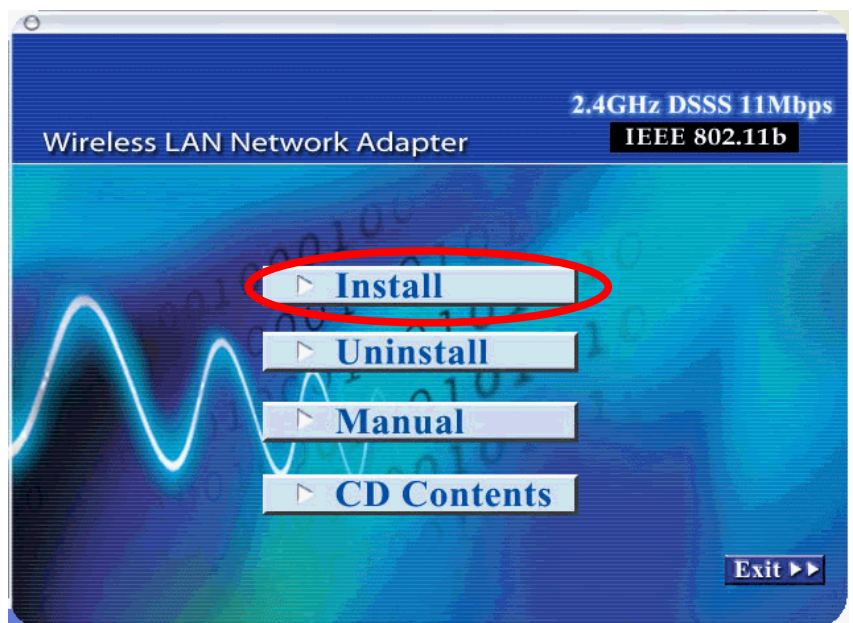 2.4GHz DSSS 11Mbps
IEEE 802.11b
Wireless LAN Network Adapter
Install
Uninstall
Manual
CD Contents
Exit